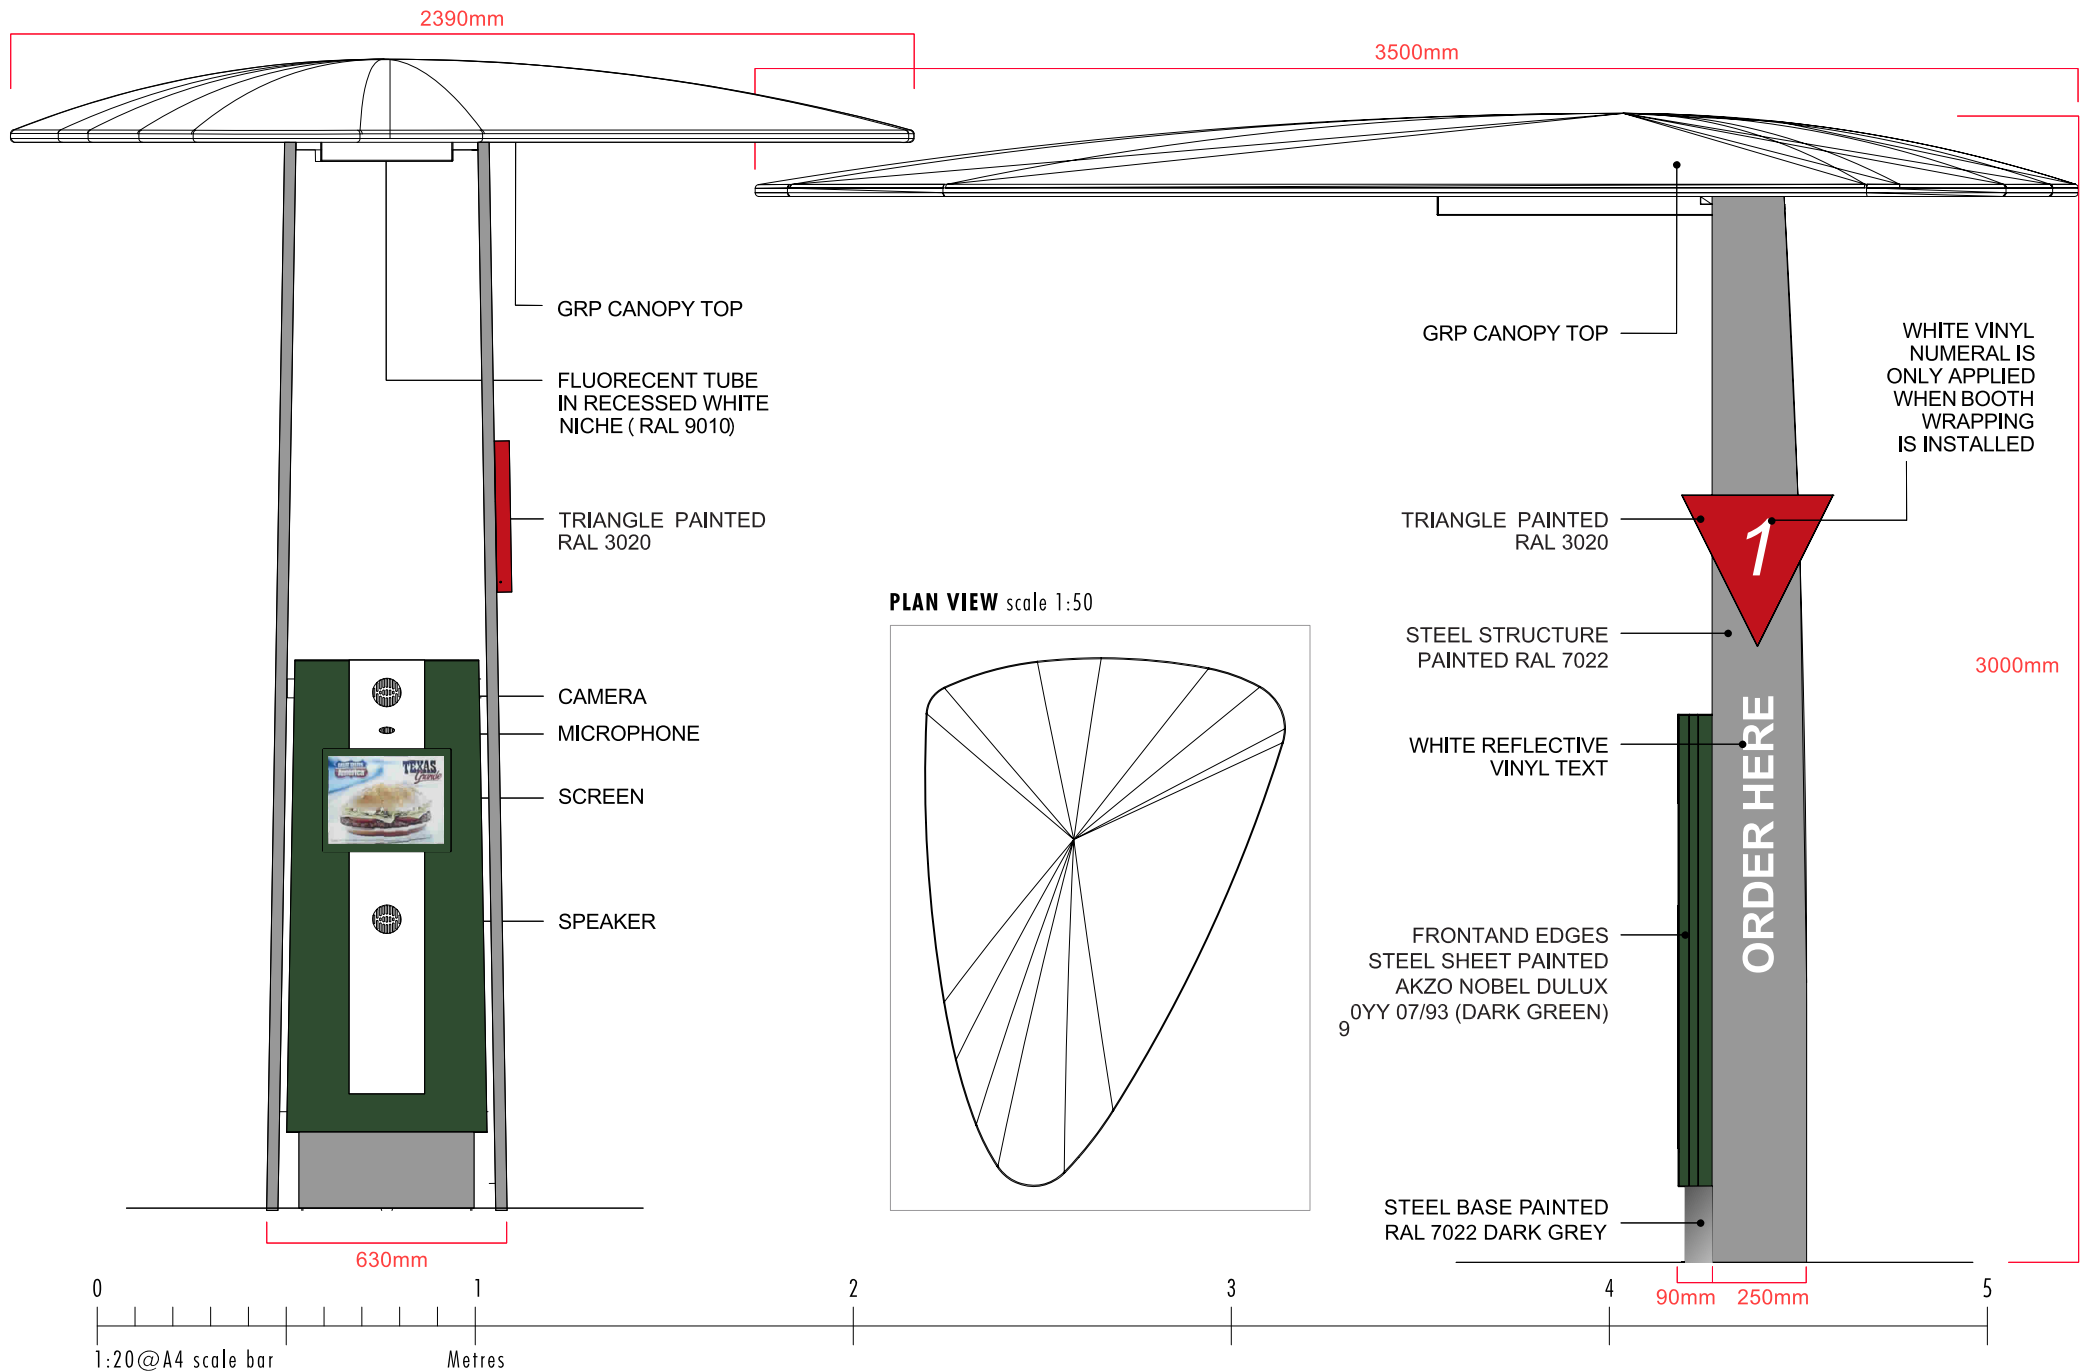 2390mm
3500mm
GRP CANOPY TOP
FLUORECENT TUBE
IN RECESSED WHITE
NICHE ( RAL 9010)
TRIANGLE PAINTED
RAL 3020
CAMERA
MICROPHONE
SCREEN
SPEAKER
America
TEXAS
Grande
630mm
PLAN VIEW scale 1:50
GRP CANOPY TOP
WHITE VINYL
NUMERAL IS
ONLY APPLIED
WHEN BOOTH
WRAPPING
IS INSTALLED
TRIANGLE PAINTED
RAL 3020
1
STEEL STRUCTURE
PAINTED RAL 7022
3000mm
WHITE REFLECTIVE
VINYL TEXT
ORDER HERE
FRONTAND EDGES
STEEL SHEET PAINTED
AKZO NOBEL DULUX
90YY 07/93 (DARK GREEN)
STEEL BASE PAINTED
RAL 7022 DARK GREY
90mm 250mm
0 1 2 3 4 5
1:20@A4 scale bar Metres